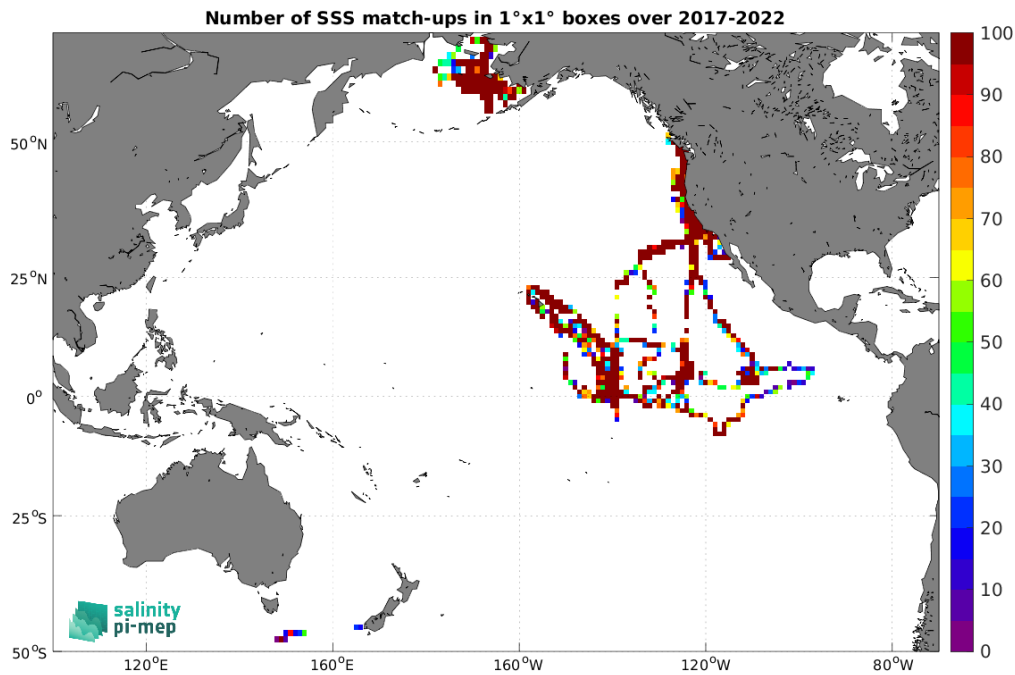 Number of SSS match-ups in 1°x1° boxes over 2017-2022
50°N
25°N
0°
25°S
50°S
120°E
160°E
160°W
120°W
80°W
100
90
80
70
60
50
40
30
20
10
0
salinity
pi-mep